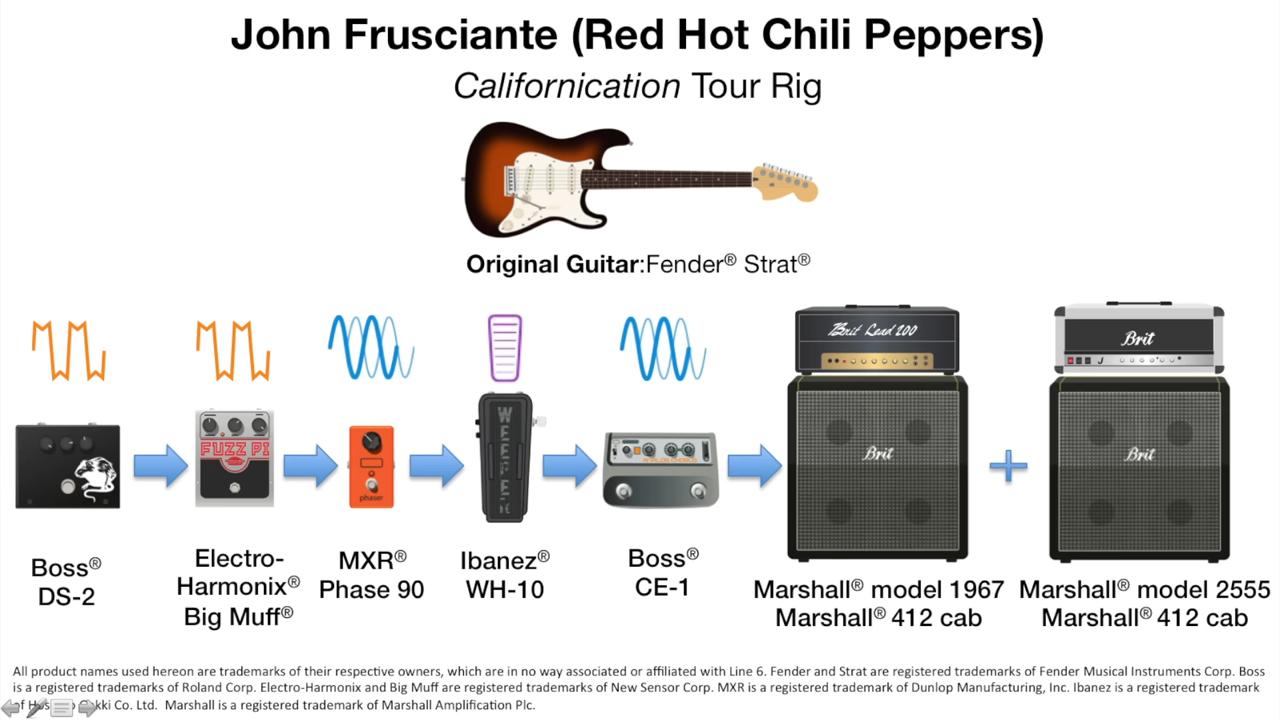 John Frusciante (Red Hot Chili Peppers)
Californication Tour Rig
Original Guitar:Fender® Strat®
Brit Lead 200
Brit
J
FUZZ PI
WEEPER
ANALOG CHORUS
Brit
Brit
phaser
Boss®
DS-2
Electro-
Harmonix®
Big Muff®
MXR®
Phase 90
Ibanez®
WH-10
Boss®
CE-1
Marshall® model 1967
Marshall® 412 cab
Marshall® model 2555
Marshall® 412 cab
All product names used hereon are trademarks of their respective owners, which are in no way associated or affiliated with Line 6. Fender and Strat are registered trademarks of Fender Musical Instruments Corp. Boss
is a registered trademarks of Roland Corp. Electro-Harmonix and Big Muff are registered trademarks of New Sensor Corp. MXR is a registered trademark of Dunlop Manufacturing, Inc. Ibanez is a registered trademark
of Co. Ltd. Marshall is a registered trademark of Marshall Amplification Plc.